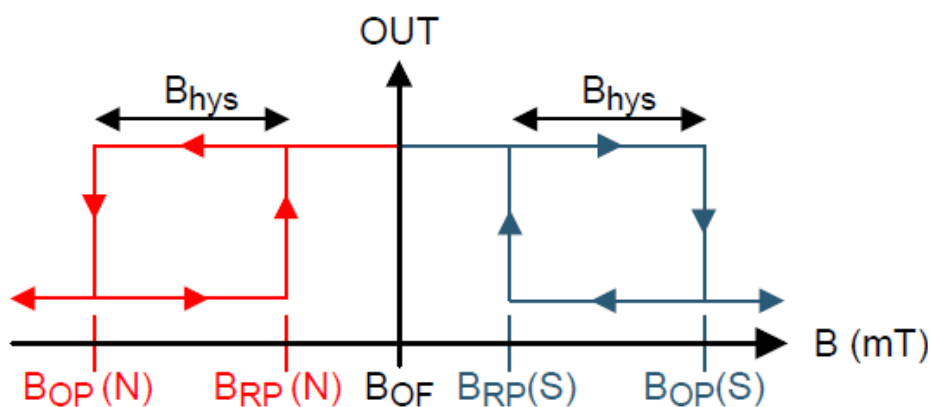 OUT
Bhys Bhys
B (mT)
BOP (N) BRP (N) BOF BRP(S) BOP(S)